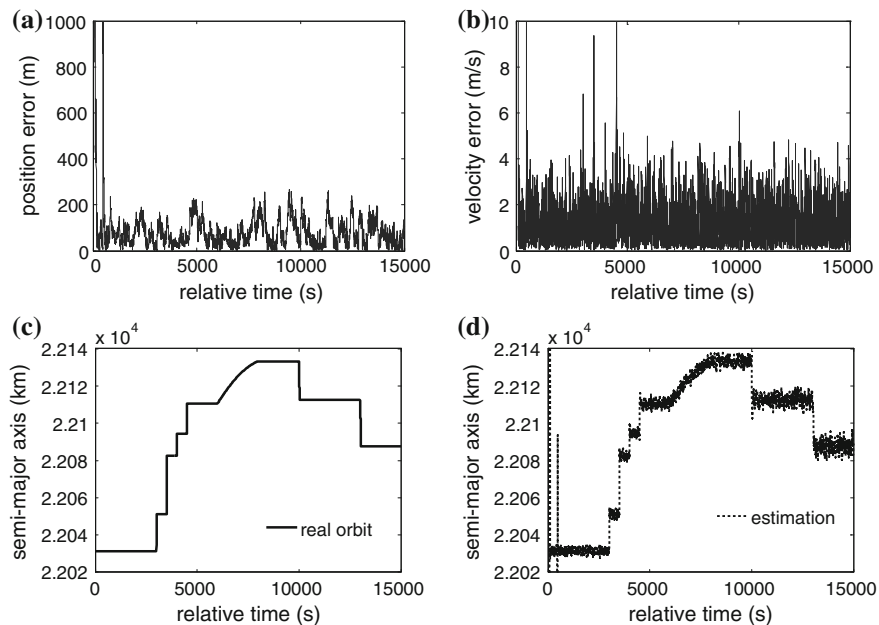 (a)
1000
800
600
400
200
0
position error (m)
0 5000 10000 15000
relative time (s)
(b)
10
8
6
4
2
0
velocity error (m/s)
0 5000 10000 15000
relative time (s)
(c)
x 10⁴
2.214
2.212
2.21
2.208
2.206
2.204
2.202
semi-major axis (km)
real orbit
0 5000 10000 15000
relative time (s)
(d)
x 10⁴
2.214
2.212
2.21
2.208
2.206
2.204
2.202
semi-major axis (km)
estimation
0 5000 10000 15000
relative time (s)